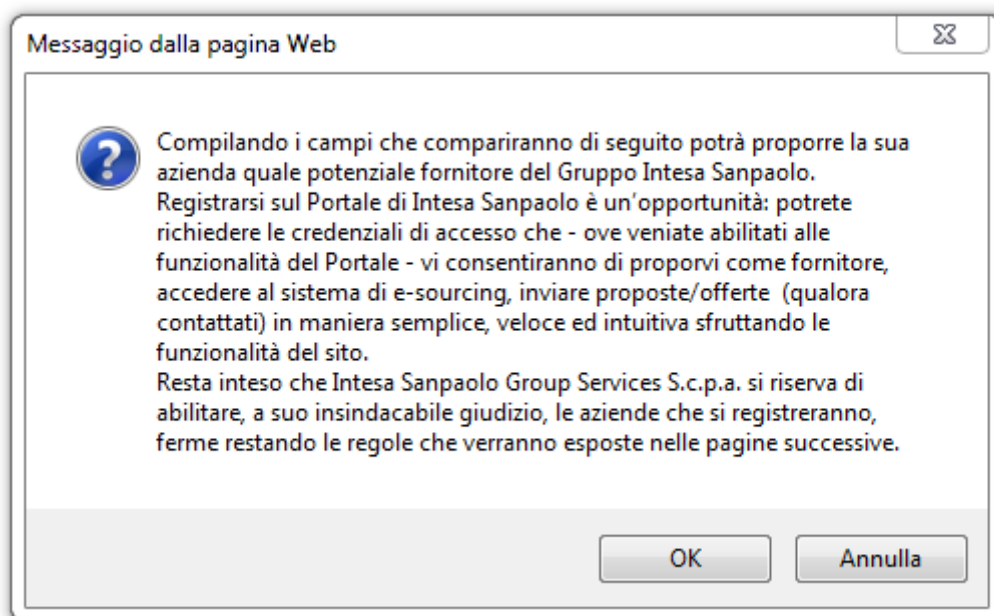 Messaggio dalla pagina Web
Compilando i campi che compariranno di seguito potrà proporre la sua
azienda quale potenziale fornitore del Gruppo Intesa Sanpaolo.
Registrarsi sul Portale di Intesa Sanpaolo è un'opportunità: potrete
richiedere le credenziali di accesso che - ove veniate abilitati alle
funzionalità del Portale - vi consentiranno di proporvi come fornitore,
accedere al sistema di e-sourcing, inviare proposte/offerte  (qualora
contattati) in maniera semplice, veloce ed intuitiva sfruttando le
funzionalità del sito.
Resta inteso che Intesa Sanpaolo Group Services S.c.p.a. si riserva di
abilitare, a suo insindacabile giudizio, le aziende che si registreranno,
ferme restando le regole che verranno esposte nelle pagine successive.
OK
Annulla